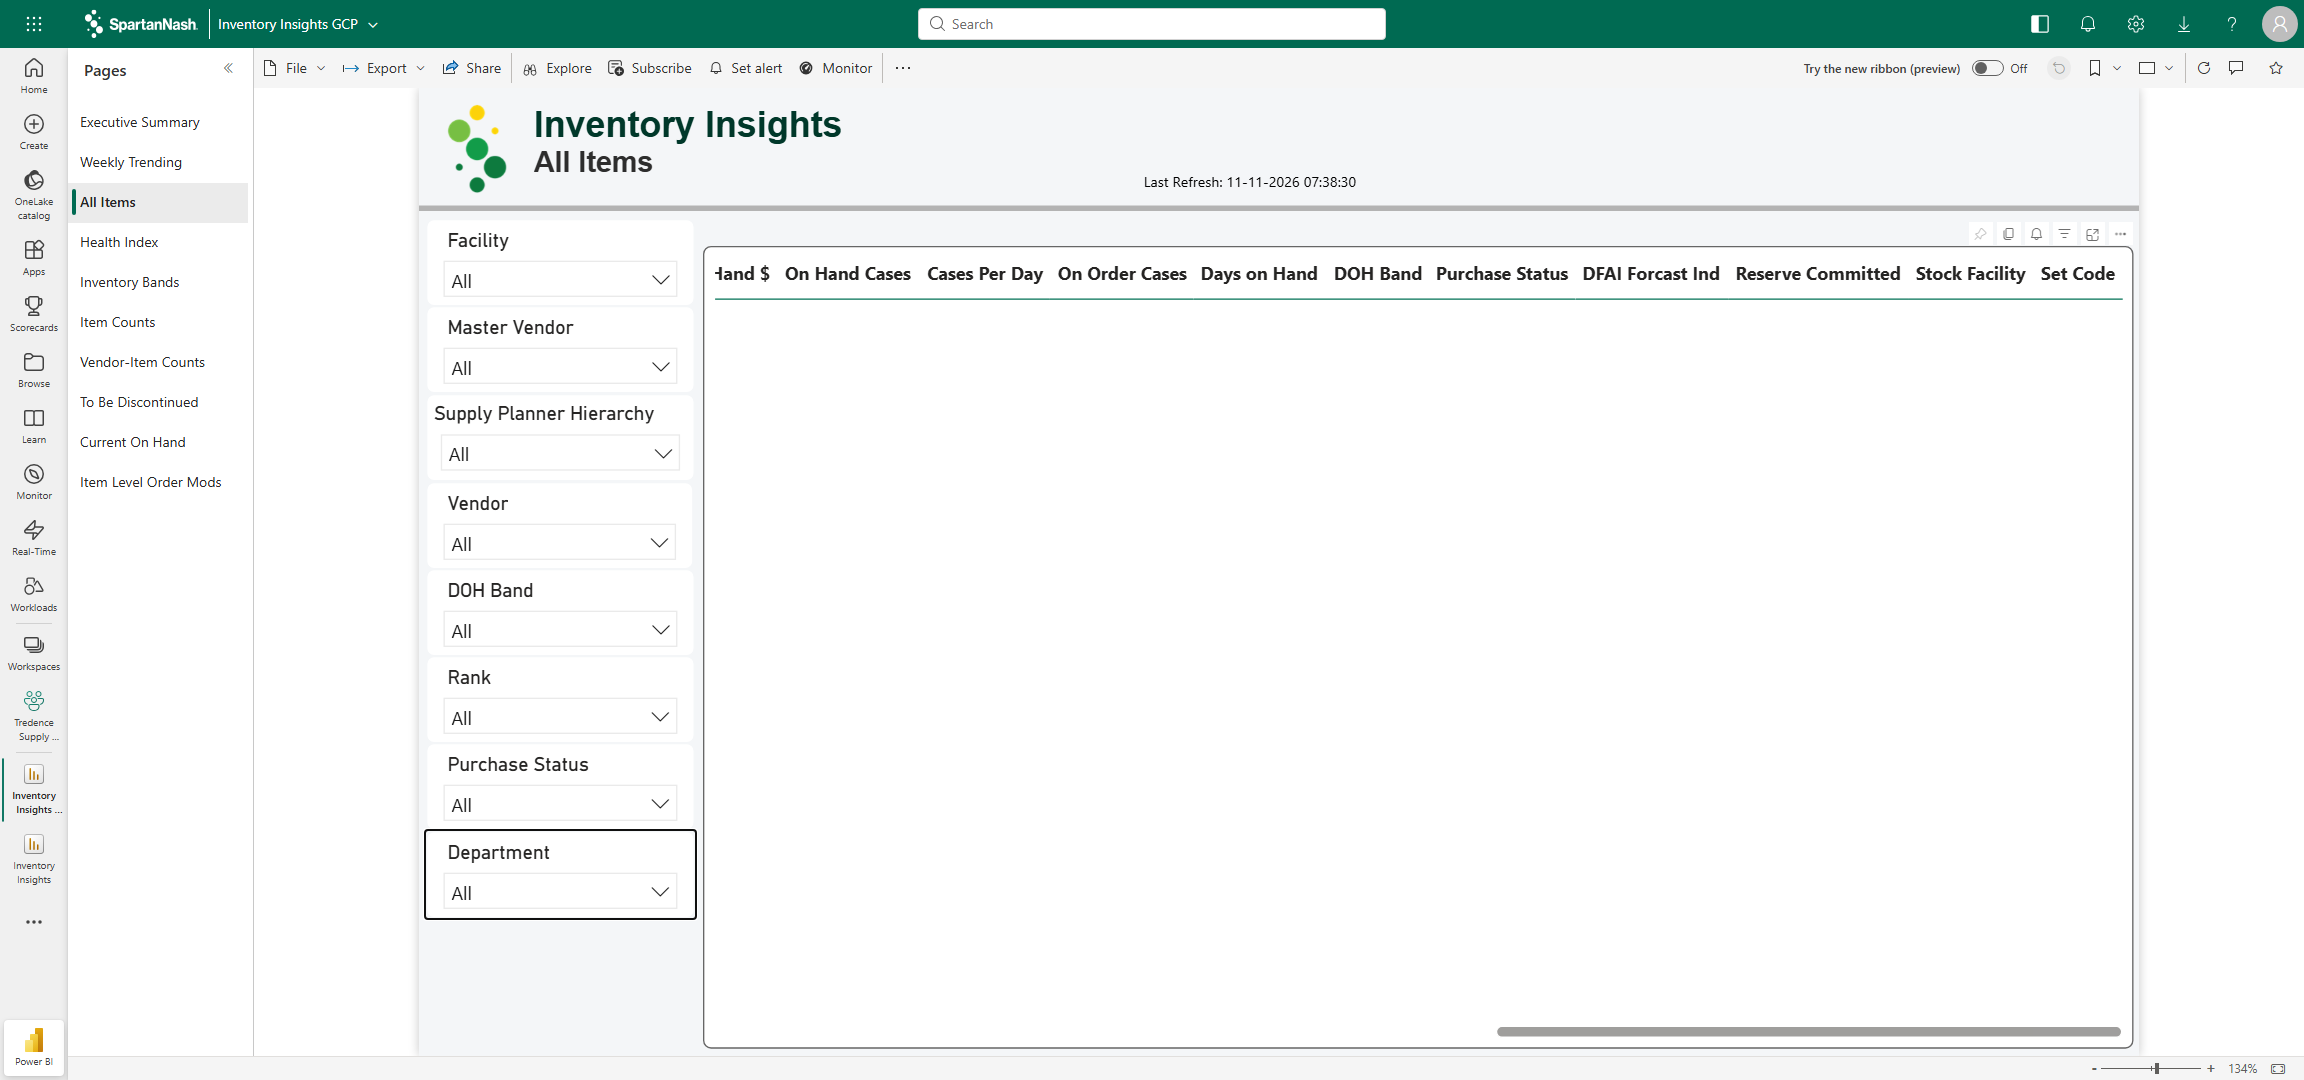 SpartanNash
Inventory Insights GCP
Search
Home
Create
OneLake
catalog
Apps
Scorecards
Browse
Learn
Monitor
Real-Time
Workloads
Workspaces
Tredence
Supply ...
Inventory
Insights ...
Inventory
Insights
Power BI
Pages
Executive Summary
Weekly Trending
All Items
Health Index
Inventory Bands
Item Counts
Vendor-Item Counts
To Be Discontinued
Current On Hand
Item Level Order Mods
File Export Share Explore Subscribe Set alert Monitor
Try the new ribbon (preview) Off
Inventory Insights
All Items
Last Refresh: 11-11-2026 07:38:30
Facility
All
Master Vendor
All
Supply Planner Hierarchy
All
Vendor
All
DOH Band
All
Rank
All
Purchase Status
All
Department
All
Hand $ On Hand Cases Cases Per Day On Order Cases Days on Hand DOH Band Purchase Status DFAI Forcast Ind Reserve Committed Stock Facility Set Code
- + 134%